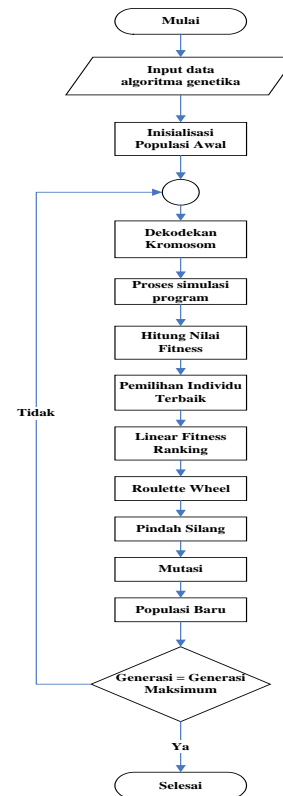 Mulai
Input data
algoritma genetika
Inisialisasi
Populasi Awal
Dekodekan
Kromosom
Proses simulasi
program
Hitung Nilai
Fitness
Pemilihan Individu
Terbaik
Tidak
Linear Fitness
Ranking
Roulette Wheel
Pindah Silang
Mutasi
Populasi Baru
Generasi = Generasi
Maksimum
Ya
Selesai